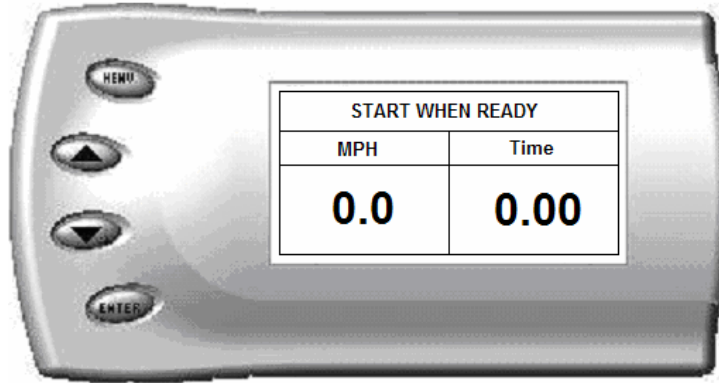 MENU
START WHEN READY
MPH Time
0.0 0.00
ENTER